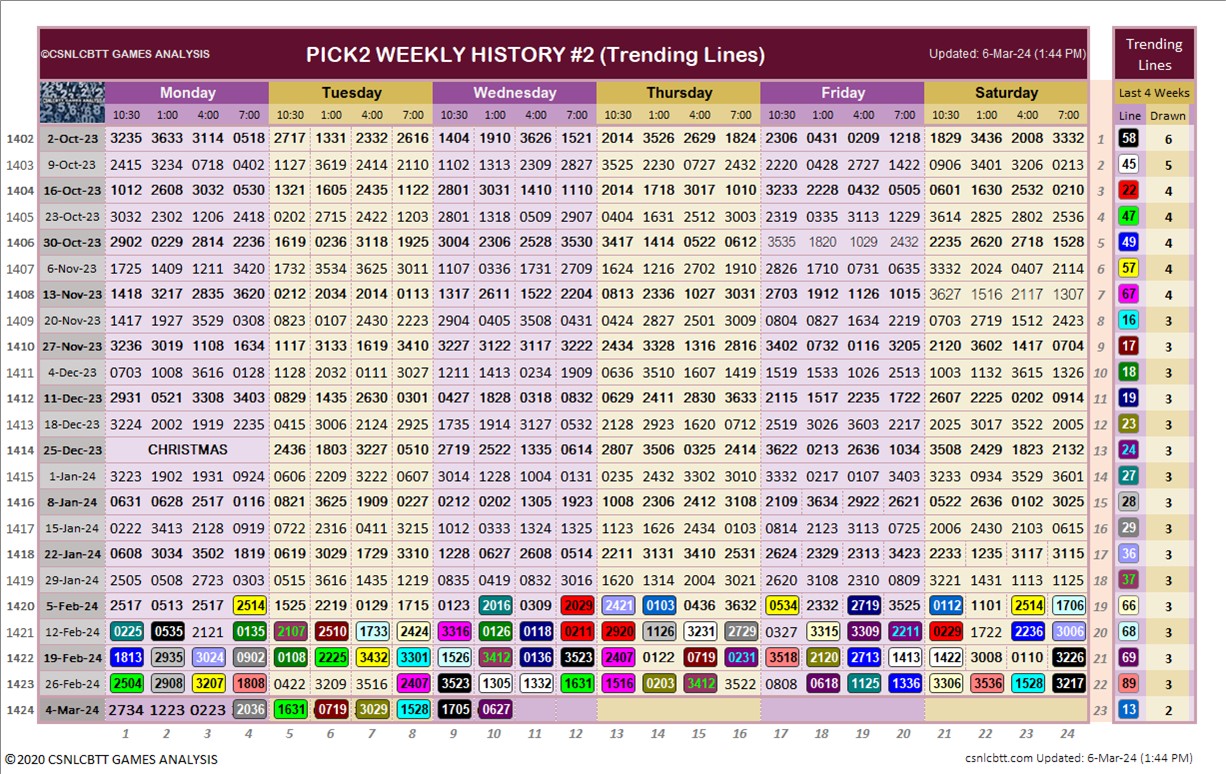 ©CSNLCBTT GAMES ANALYSIS PICK2 WEEKLY HISTORY #2 (Trending Lines) Updated: 6-Mar-24 (1:44 PM)
Trending
Lines
Monday Tuesday Wednesday Thursday Friday Saturday Last 4 Weeks
10:30 1:00 4:00 7:00 10:30 1:00 4:00 7:00 10:30 1:00 4:00 7:00 10:30 1:00 4:00 7:00 10:30 1:00 4:00 7:00 10:30 1:00 4:00 7:00 Line Drawn
1402 2-Oct-23 3235 3633 3114 0518 2717 1331 2332 2616 1404 1910 3626 1521 2014 3526 2629 1824 2306 0431 0209 1218 1829 3436 2008 3332 1 58 6
1403 9-Oct-23 2415 3234 0718 0402 1127 3619 2414 2110 1102 1313 2309 2827 3525 2230 0727 2432 2220 0428 2727 1422 0906 3401 3206 0213 2 45 5
1404 16-Oct-23 1012 2608 3032 0530 1321 1605 2435 1122 2801 3031 1410 1110 2014 1718 3017 1010 3233 2228 0432 0505 0601 1630 2532 0210 3 22 4
1405 23-Oct-23 3032 2302 1206 2418 0202 2715 2422 1203 2801 1318 0509 2907 0404 1631 2512 3003 2319 0335 3113 1229 3614 2825 2802 2536 4 47 4
1406 30-Oct-23 2902 0229 2814 2236 1619 0236 3118 1925 3004 2306 2528 3530 3417 1414 0522 0612 3535 1820 1029 2432 2235 2620 2718 1528 5 49 4
1407 6-Nov-23 1725 1409 1211 3420 1732 3534 3625 3011 1107 0336 1731 2709 1624 1216 2702 1910 2826 1710 0731 0635 3332 2024 0407 2114 6 57 4
1408 13-Nov-23 1418 3217 2835 3620 0212 2034 2014 0113 1317 2611 1522 2204 0813 2336 1027 3031 2703 1912 1126 1015 3627 1516 2117 1307 7 67 4
1409 20-Nov-23 1417 1927 3529 0308 0823 0107 2430 2223 2904 0405 3508 0431 0424 2827 2501 3009 0804 0827 1634 2219 0703 2719 1512 2423 8 16 3
1410 27-Nov-23 3236 3019 1108 1634 1117 3133 1619 3410 3227 3122 3117 3222 2434 3328 1316 2816 3402 0732 0116 3205 2120 3602 1417 0704 9 17 3
1411 4-Dec-23 0703 1008 3616 0128 1128 2032 0111 3027 1211 1413 0234 1909 0636 3510 1607 1419 1519 1533 1026 2513 1003 1132 3615 1326 10 18 3
1412 11-Dec-23 2931 0521 3308 3403 0829 1435 2630 0301 0427 1828 0318 0832 0629 2411 2830 3633 2115 1517 2235 1722 2607 2225 0202 0914 11 19 3
1413 18-Dec-23 3224 2002 1919 2235 0415 3006 2124 2925 1735 1914 3127 0532 2128 2923 1620 0712 2519 3026 3603 2217 2025 3017 3522 2005 12 23 3
1414 25-Dec-23 CHRISTMAS 2436 1803 3227 0519 2719 2522 1335 0614 2807 3506 0325 2414 3622 0213 2636 1034 3508 2429 1823 2132 13 24 3
1415 1-Jan-24 3223 1902 1931 0924 0606 2209 3222 0607 3014 1228 1004 0131 0235 2432 3302 3010 3332 0217 0107 3403 3233 0934 3529 3601 14 27 3
1416 8-Jan-24 0631 0628 2517 0116 0821 3625 1909 0227 0212 0202 1305 1923 1008 2306 2412 3108 2109 3634 2922 2621 0522 2636 0102 3025 15 28 3
1417 15-Jan-24 0222 3413 2128 0919 0722 2316 0411 3215 1012 0333 1324 1325 1123 1626 2434 0103 0814 2123 3113 0725 2006 2430 2103 0615 16 29 3
1418 22-Jan-24 0608 3034 3502 1819 0619 3029 1729 3310 1228 0627 2608 0514 2211 3131 3410 2531 2624 2329 2313 3423 2233 1235 3117 3115 17 36 3
1419 29-Jan-24 2505 0508 2723 0303 0515 3616 1435 1219 0835 0419 0832 3016 1620 1314 2004 3021 2620 3108 2310 0809 3221 1431 1113 1125 18 37 3
1420 5-Feb-24 2517 0513 2517 2514 1525 2219 0129 1715 0123 2016 0309 2029 2421 0103 0436 3632 0534 2332 2719 3525 0112 1101 2514 1706 19 66 3
1421 12-Feb-24 0225 0535 2121 0135 2107 2510 1733 2424 3316 0126 0118 0211 2920 1126 3231 2729 0327 3315 3309 2211 0229 1722 2236 3006 20 68 3
1422 19-Feb-24 1813 2935 3024 0902 0108 2225 3432 3301 1526 3412 0136 3523 2407 0122 0719 0231 3518 2120 2713 1413 1422 3008 0110 3226 21 69 3
1423 26-Feb-24 2504 2908 3207 1808 0422 3209 3516 2407 3523 1305 1332 1631 1516 0203 3412 3522 0808 0618 1125 1336 3306 3536 1528 3217 22 89 3
1424 4-Mar-24 2734 1223 0223 2036 1631 0719 3029 1528 1705 0627 23 13 2
1 2 3 4 5 6 7 8 9 10 11 12 13 14 15 16 17 18 19 20 21 22 23 24
©2020 CSNLCBTT GAMES ANALYSIS csnlcbtt.com Updated: 6-Mar-24 (1:44 PM)